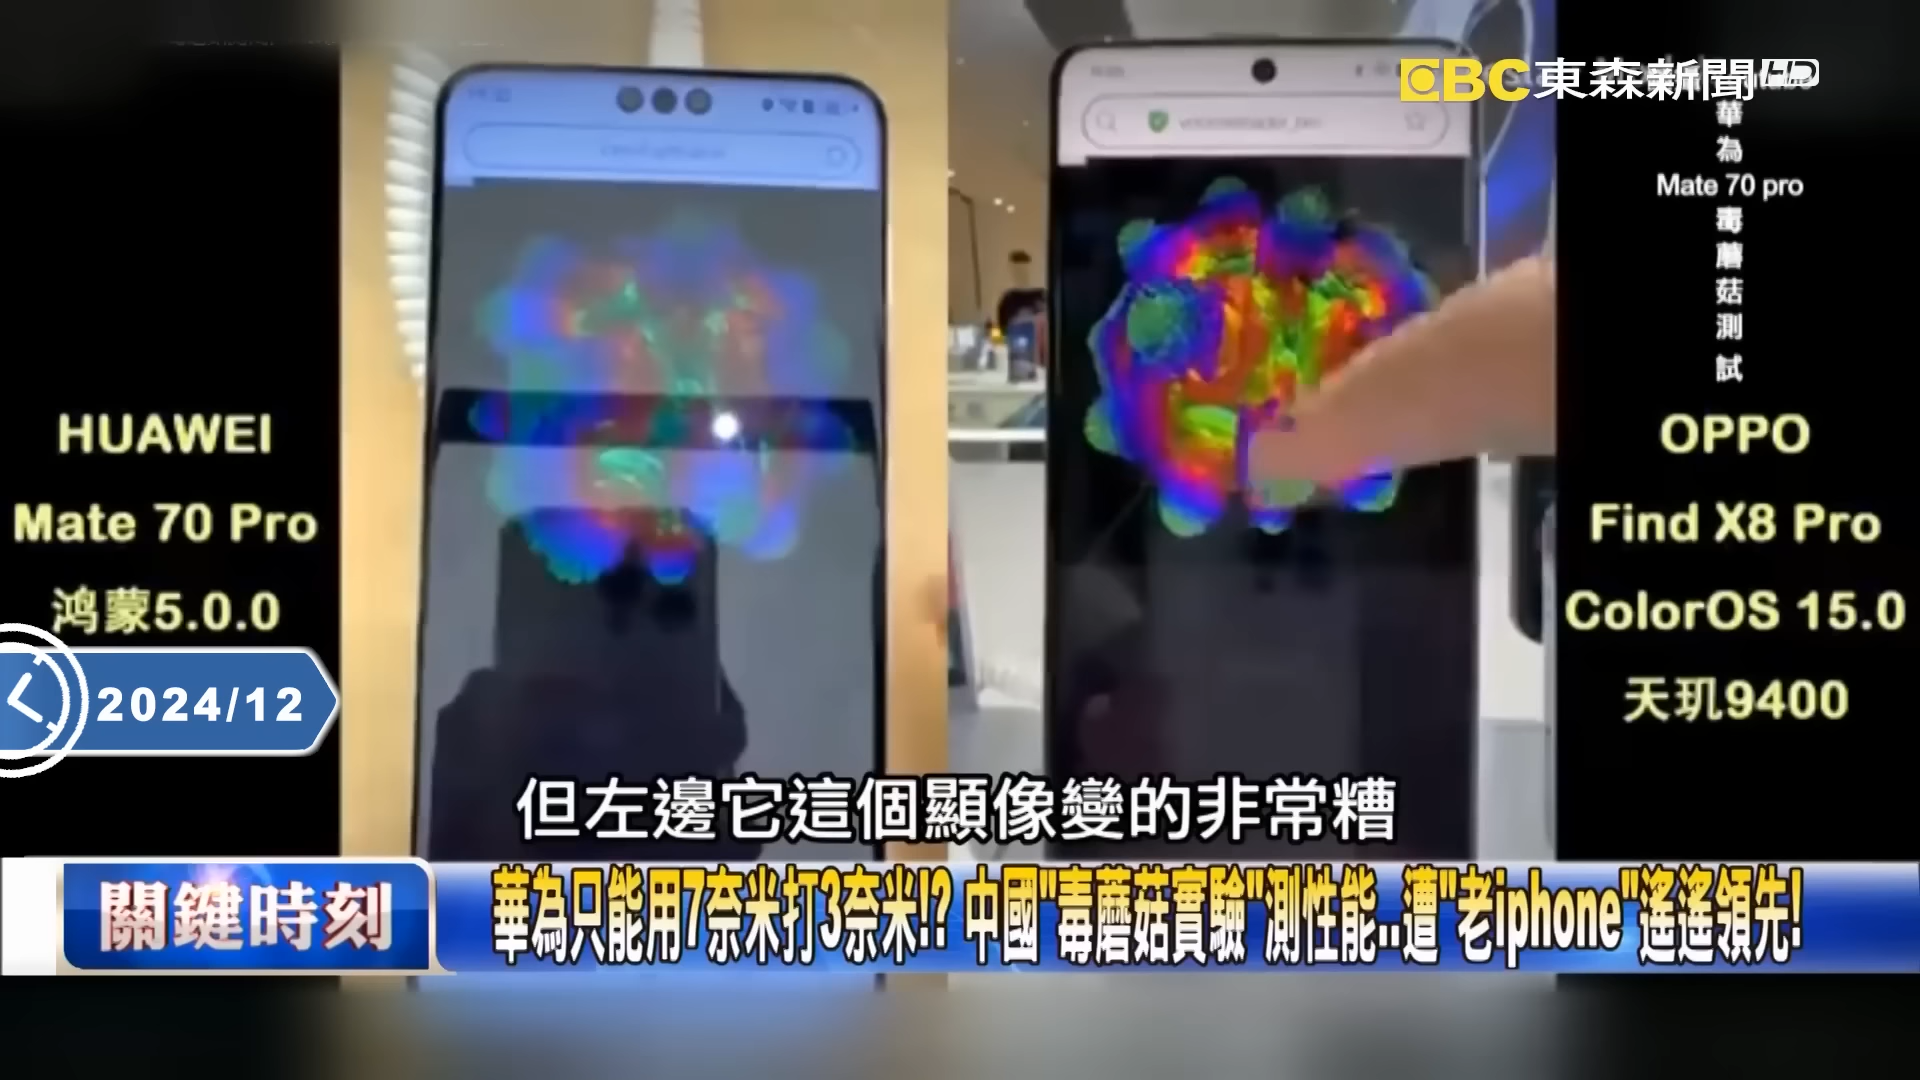 EBC東森新聞HD
華為
Mate 70 pro
毒蘑菇測試
HUAWEI
Mate 70 Pro
鸿蒙5.0.0
OPPO
Find X8 Pro
ColorOS 15.0
天玑9400
2024/12
但左邊它這個顯像變的非常糟
關鍵時刻
華為只能用7奈米打3奈米!? 中國"毒蘑菇實驗"測性能..遭"老iphone"遙遙領先!